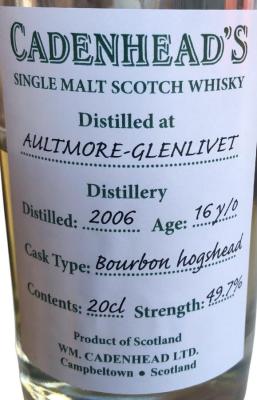 CADENHEAD'S
SINGLE MALT SCOTCH WHISKY
Distilled at
AULTMORE-GLENLIVET
Distillery
Distilled: 2006 Age: 16 y/o
Cask Type: Bourbon hogshead
Contents: 20cl Strength: 49.7%
Product of Scotland
WM. CADENHEAD LTD.
Campbeltown • Scotland